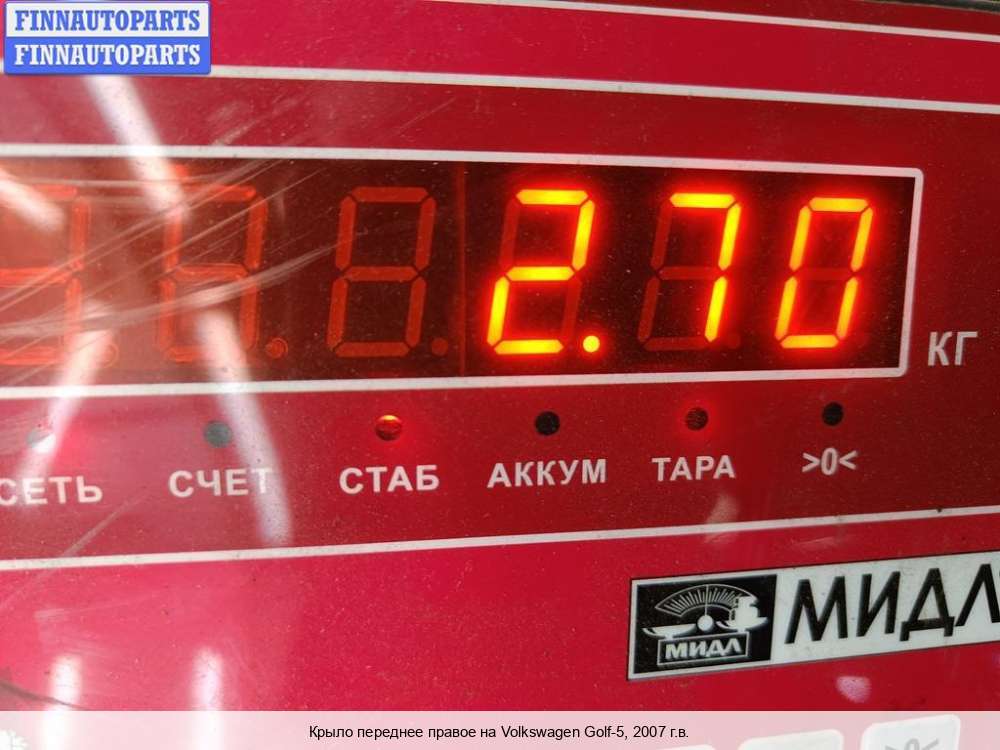 FINNAUTOPARTS
FINNAUTOPARTS
2.70
КГ
СЕТЬ СЧЕТ СТАБ АККУМ ТАРА >0<
МИДЛ МИДЛ
Крыло переднее правое на Volkswagen Golf-5, 2007 г.в.